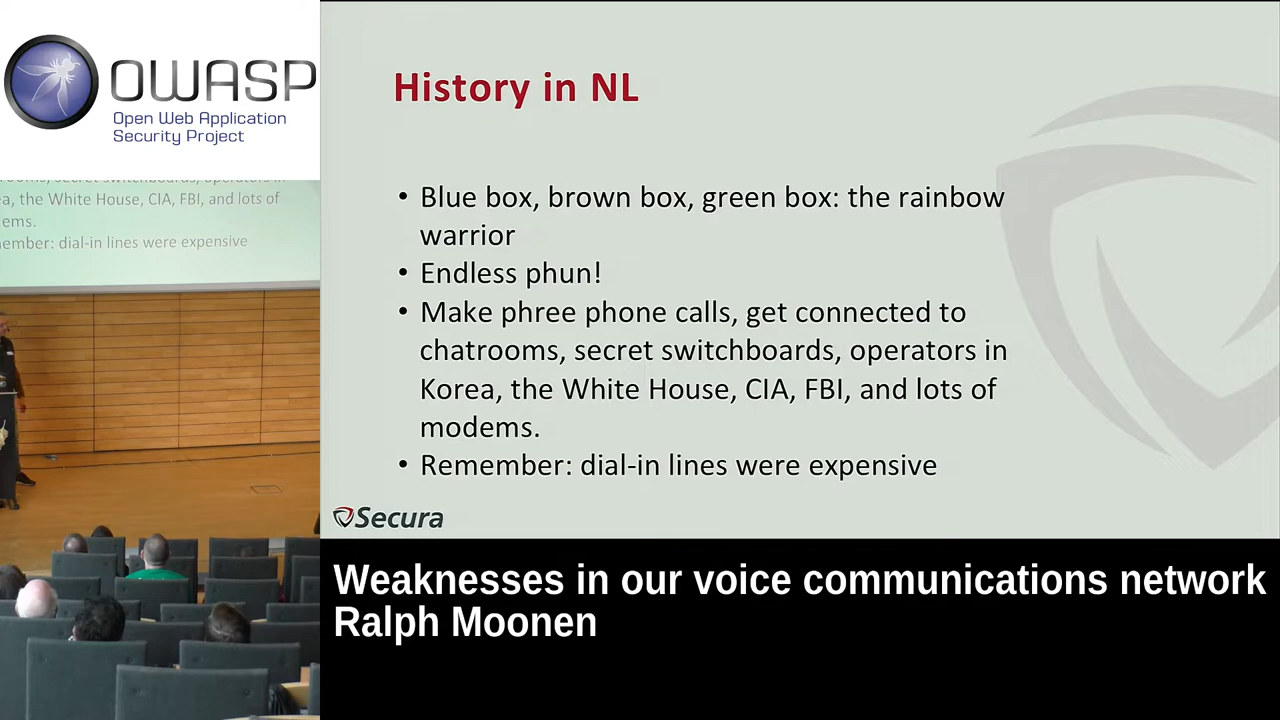 OWASP
Open Web Application
Security Project
a, the White House, CIA, FBI, and lots of
ember: dial-in lines were expensive
History in NL
• Blue box, brown box, green box: the rainbow
warrior
• Endless phun!
• Make phree phone calls, get connected to
chatrooms, secret switchboards, operators in
Korea, the White House, CIA, FBI, and lots of
modems.
• Remember: dial-in lines were expensive
Secura
Weaknesses in our voice communications network
Ralph Moonen